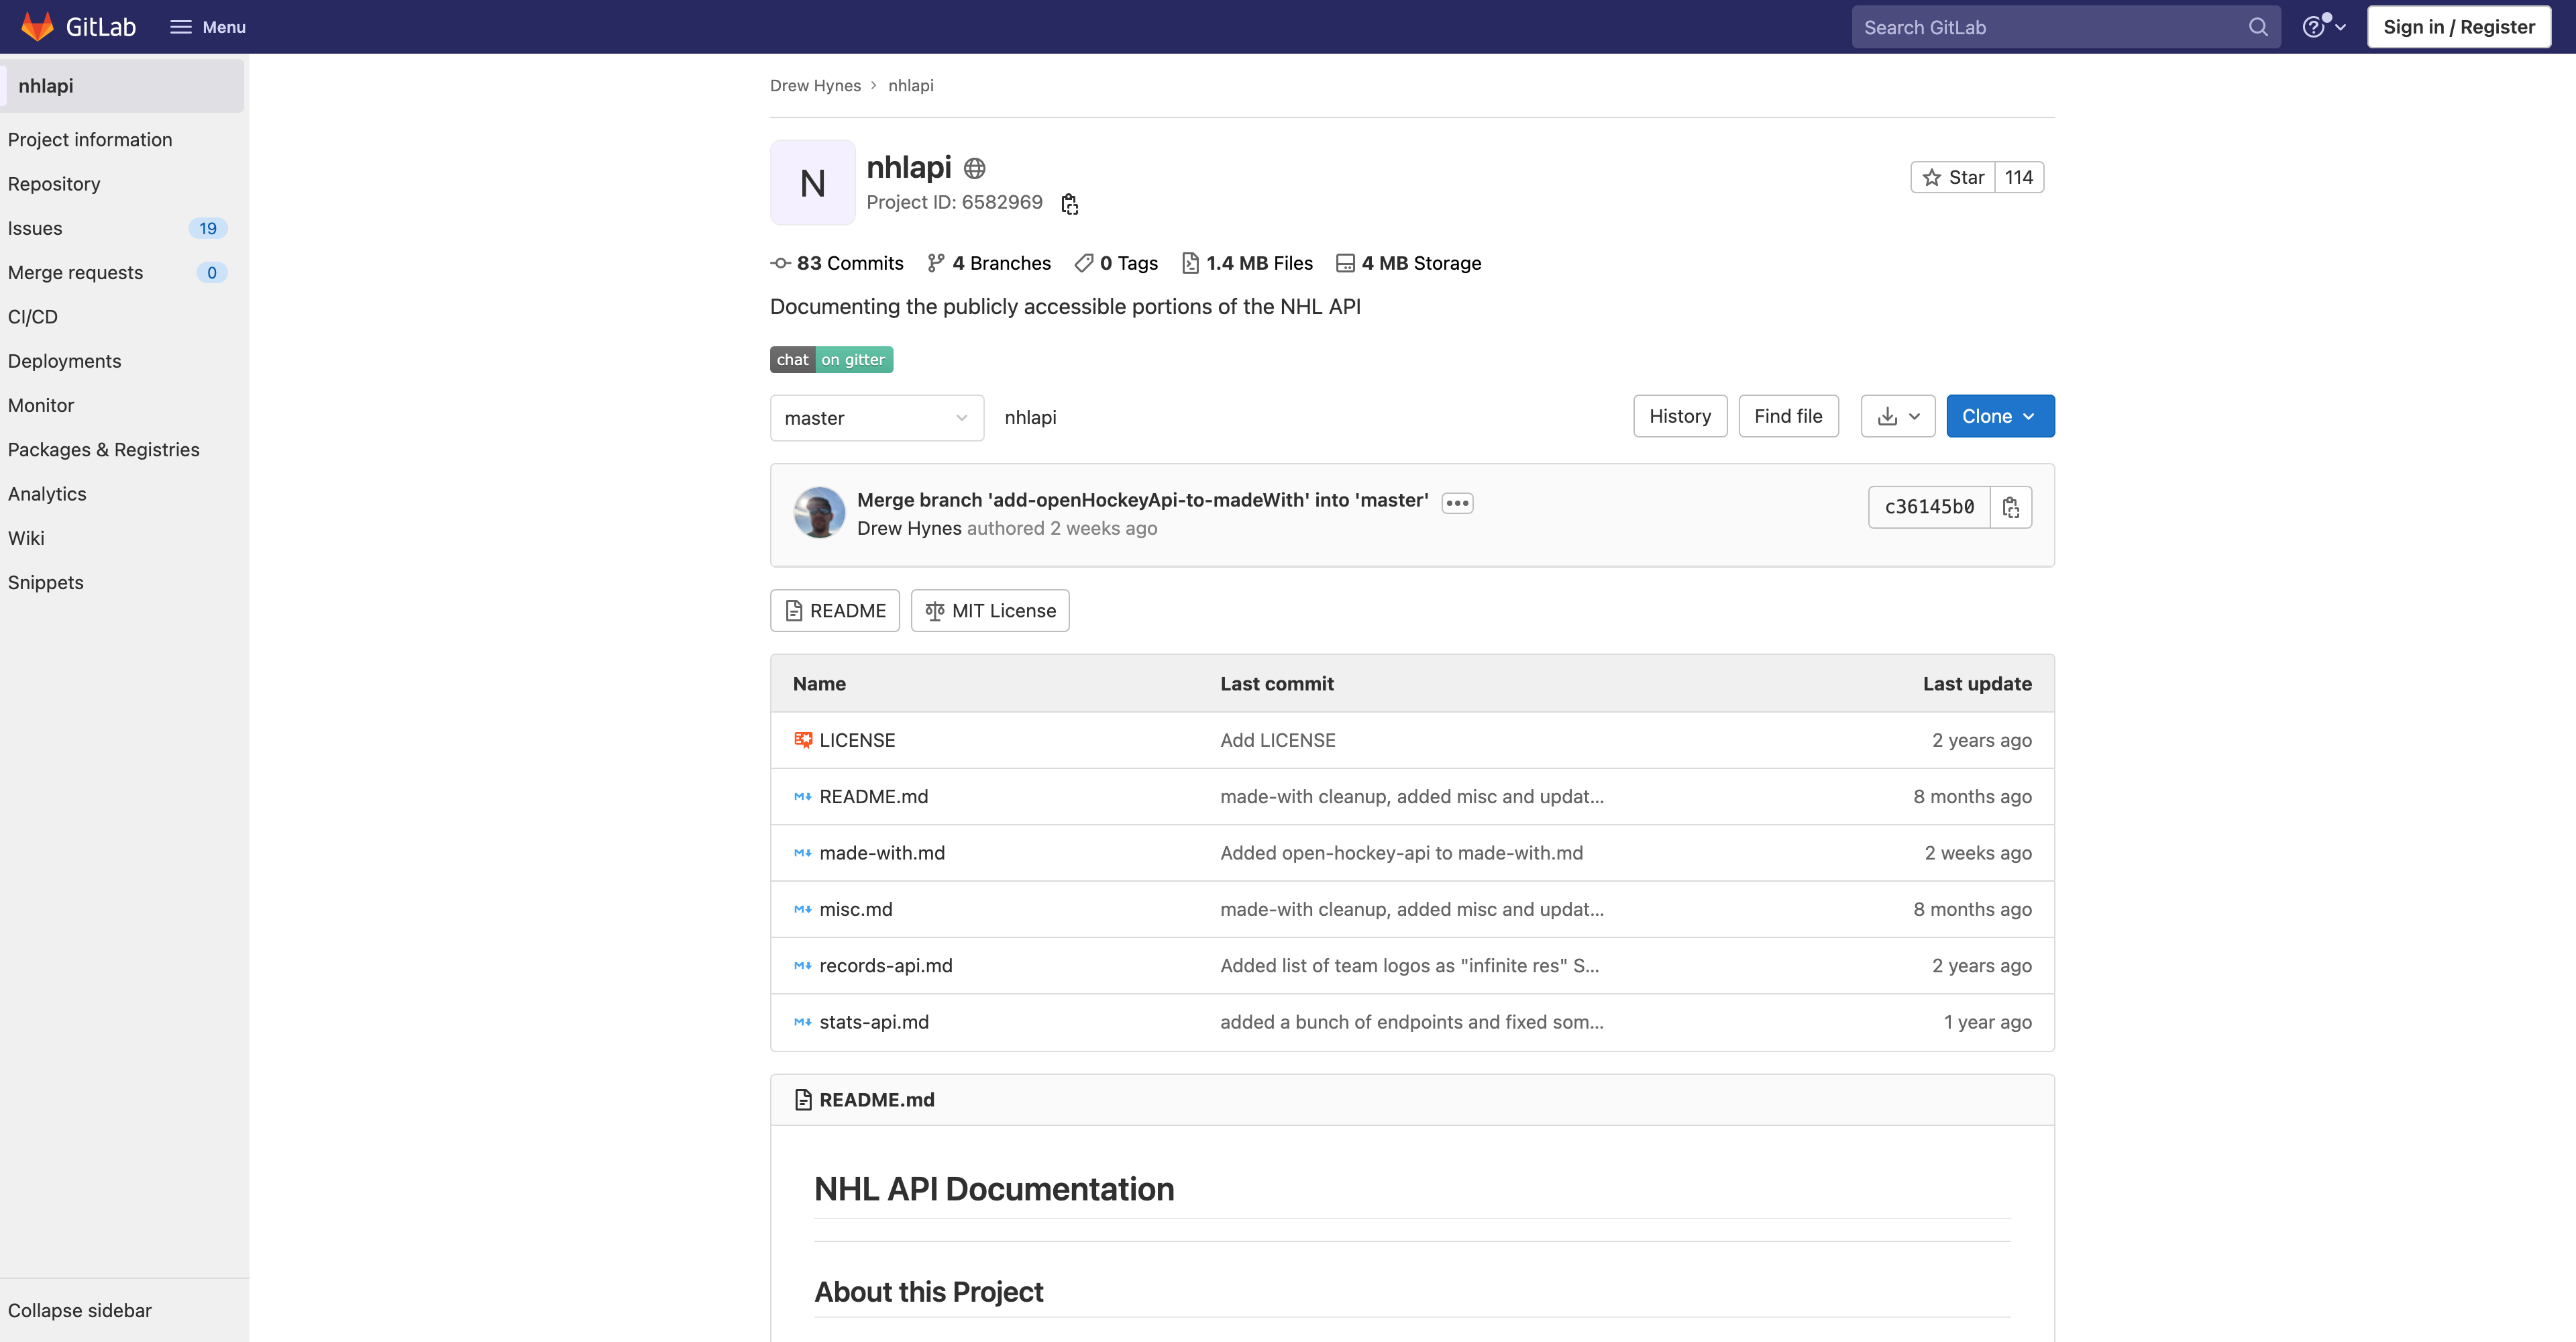 GitLab
Menu
Search GitLab
Sign in / Register
nhlapi
Project information
Repository
Issues 19
Merge requests 0
CI/CD
Deployments
Monitor
Packages & Registries
Analytics
Wiki
Snippets
Collapse sidebar
Drew Hynes > nhlapi
N
nhlapi
Project ID: 6582969
Star 114
83 Commits 4 Branches 0 Tags 1.4 MB Files 4 MB Storage
Documenting the publicly accessible portions of the NHL API
chat on gitter
master nhlapi History Find file Clone
Merge branch 'add-openHockeyApi-to-madeWith' into 'master'
Drew Hynes authored 2 weeks ago
c36145b0
README MIT License
Name Last commit Last update
LICENSE Add LICENSE 2 years ago
README.md made-with cleanup, added misc and updat... 8 months ago
made-with.md Added open-hockey-api to made-with.md 2 weeks ago
misc.md made-with cleanup, added misc and updat... 8 months ago
records-api.md Added list of team logos as "infinite res" S... 2 years ago
stats-api.md added a bunch of endpoints and fixed som... 1 year ago
README.md
NHL API Documentation
About this Project